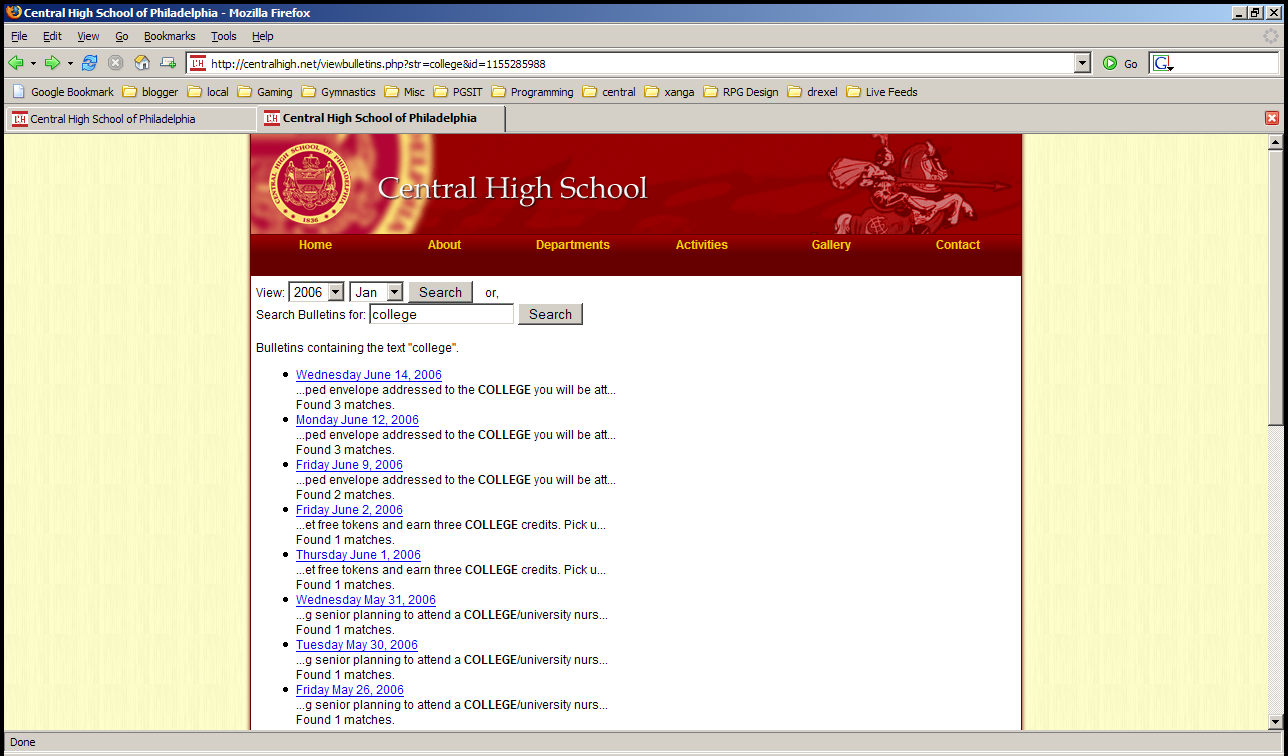 Central High School of Philadelphia - Mozilla Firefox
File Edit View Go Bookmarks Tools Help
http://centralhigh.net/viewbulletins.php?str=college&id=1155285988 Go
Google Bookmark blogger local Gaming Gymnastics Misc PGSIT Programming central xanga RPG Design drexel Live Feeds
Central High School of Philadelphia Central High School of Philadelphia
CENTRAL HIGH SCHOOL OF PHILADELPHIA
1836
Central High School
Home About Departments Activities Gallery Contact
View: 2006 Jan Search or,
Search Bulletins for: college Search
Bulletins containing the text "college".
Wednesday June 14, 2006
...ped envelope addressed to the COLLEGE you will be att...
Found 3 matches.
Monday June 12, 2006
...ped envelope addressed to the COLLEGE you will be att...
Found 3 matches.
Friday June 9, 2006
...ped envelope addressed to the COLLEGE you will be att...
Found 2 matches.
Friday June 2, 2006
...et free tokens and earn three COLLEGE credits. Pick u...
Found 1 matches.
Thursday June 1, 2006
...et free tokens and earn three COLLEGE credits. Pick u...
Found 1 matches.
Wednesday May 31, 2006
...g senior planning to attend a COLLEGE/university nurs...
Found 1 matches.
Tuesday May 30, 2006
...g senior planning to attend a COLLEGE/university nurs...
Found 1 matches.
Friday May 26, 2006
...g senior planning to attend a COLLEGE/university nurs...
Found 1 matches.
Done